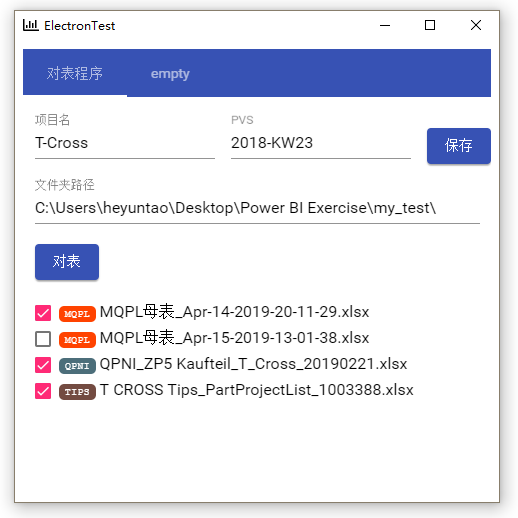 ElectronTest
对表程序 empty
项目名 PVS
T-Cross 2018-KW23 保存
文件夹路径
C:\Users\heyuntao\Desktop\Power BI Exercise\my_test\
对表
MQPL MQPL母表_Apr-14-2019-20-11-29.xlsx
MQPL MQPL母表_Apr-15-2019-13-01-38.xlsx
QPNI QPNI_ZP5 Kaufteil_T_Cross_20190221.xlsx
TIPS T CROSS Tips_PartProjectList_1003388.xlsx